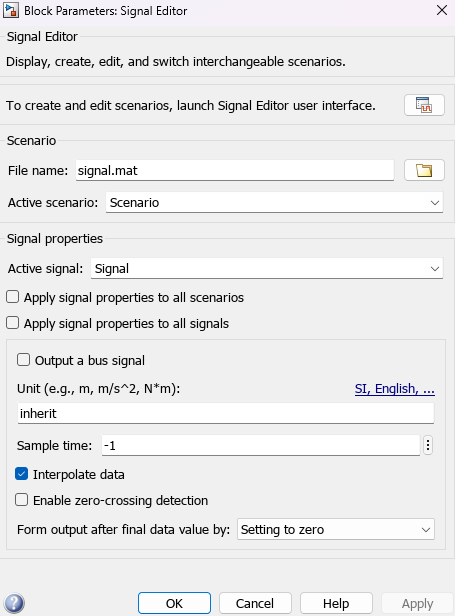 Block Parameters: Signal Editor
Signal Editor
Display, create, edit, and switch interchangeable scenarios.
To create and edit scenarios, launch Signal Editor user interface.
Scenario
File name: signal.mat
Active scenario: Scenario
Signal properties
Active signal: Signal
Apply signal properties to all scenarios
Apply signal properties to all signals
Output a bus signal
Unit (e.g., m, m/s^2, N*m): SI, English, ...
inherit
Sample time: -1
Interpolate data
Enable zero-crossing detection
Form output after final data value by: Setting to zero
? OK Cancel Help Apply